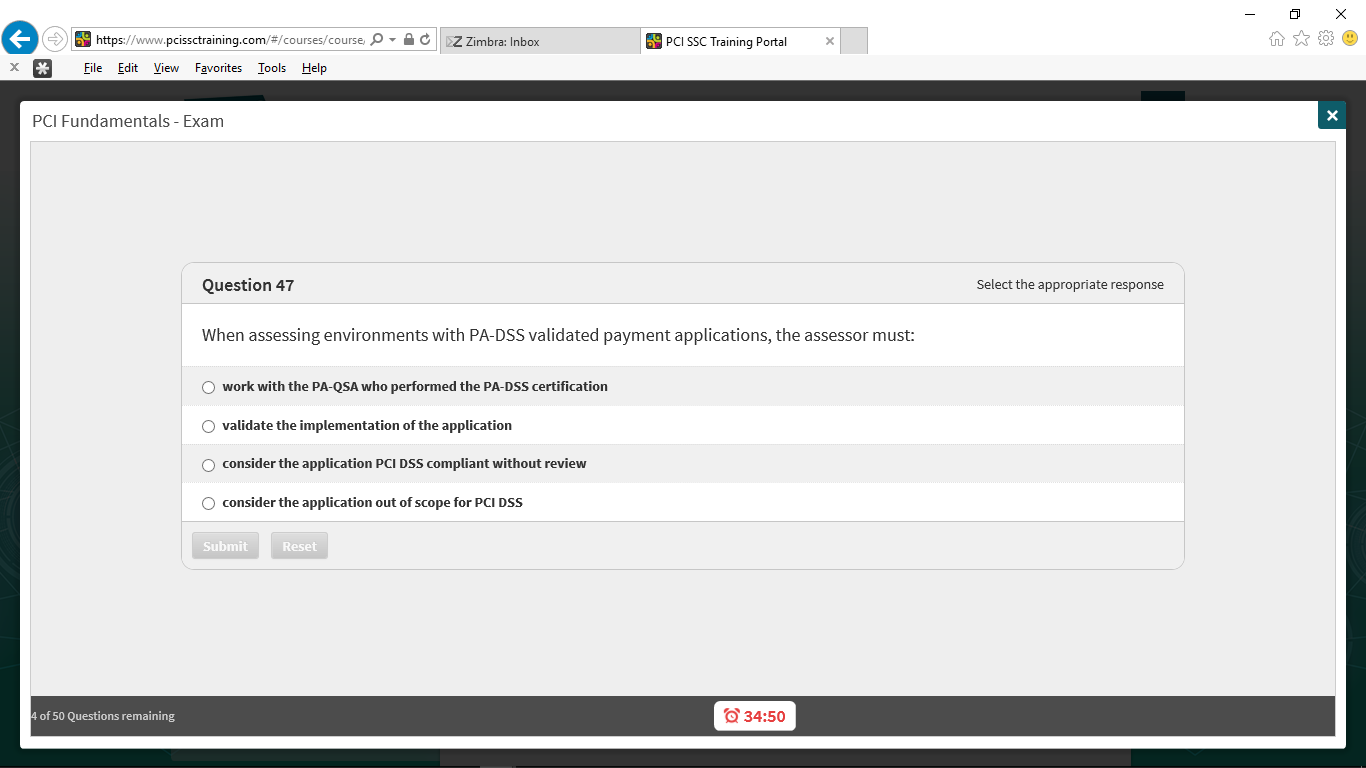 https://www.pcissctraining.com/#/courses/course,
Zimbra: Inbox
PCI SSC Training Portal
File Edit View Favorites Tools Help
PCI Fundamentals - Exam
Question 47
Select the appropriate response
When assessing environments with PA-DSS validated payment applications, the assessor must:
work with the PA-QSA who performed the PA-DSS certification
validate the implementation of the application
consider the application PCI DSS compliant without review
consider the application out of scope for PCI DSS
Submit Reset
4 of 50 Questions remaining
34:50